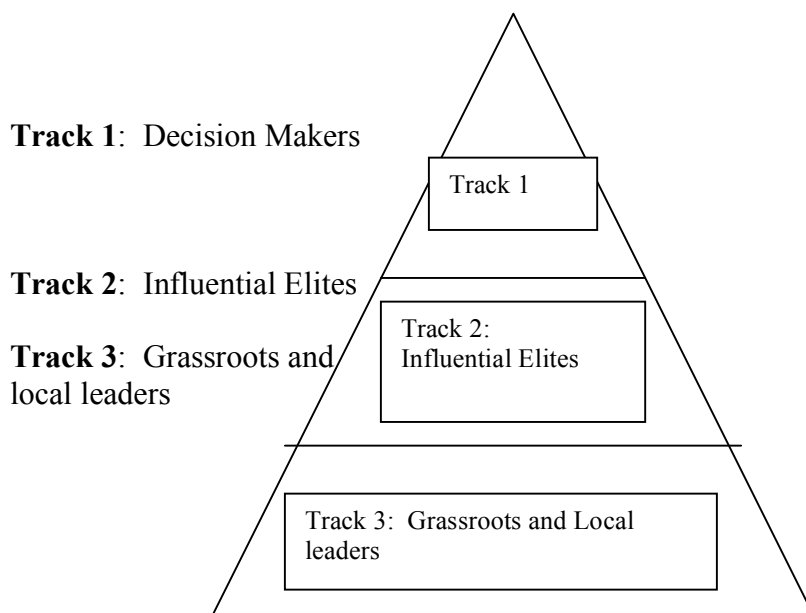 Track 1:  Decision Makers
Track 1
Track 2:  Influential Elites
Track 2:
Influential Elites
Track 3:  Grassroots and
local leaders
Track 3:  Grassroots and Local
leaders